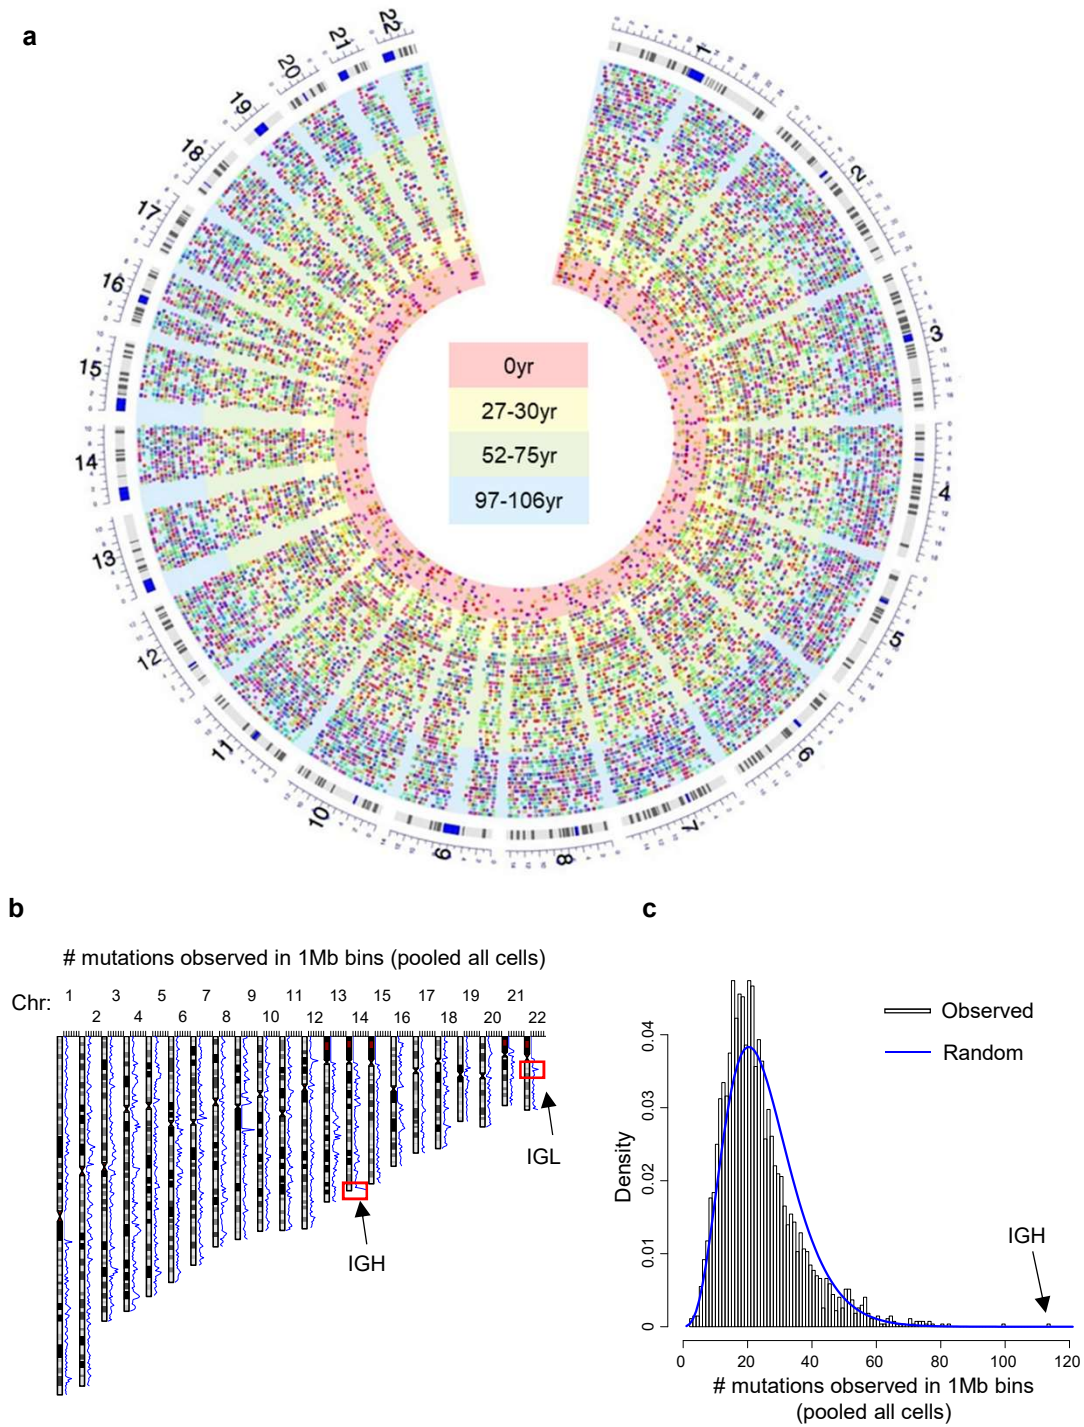 a
1
2
3
4
5
6
7
8
9
10
11
12
13
14
15
16
17
18
19
20
21
22
0yr
27-30yr
52-75yr
97-106yr
b
# mutations observed in 1Mb bins (pooled all cells)
Chr:
1 3 5 7 9 11 13 15 17 19 21
2 4 6 8 10 12 14 16 18 20 22
IGL
IGH
c
Observed
Random
IGH
Density
0 0.01 0.02 0.03 0.04
0 20 40 60 80 100 120
# mutations observed in 1Mb bins
(pooled all cells)